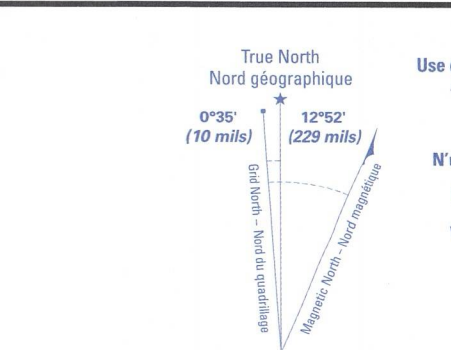 True North
Nord géographique
0°35'
(10 mils)
12°52'
(229 mils)
Grid North – Nord du quadrillage
Magnetic North – Nord magnétique
Use